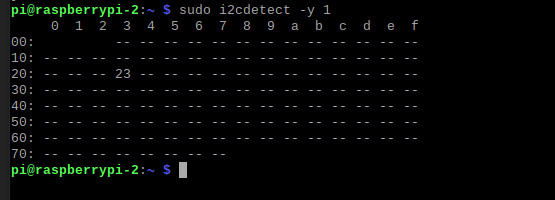 pi@raspberrypi-2:~ $ sudo i2cdetect -y 1
     0  1  2  3  4  5  6  7  8  9  a  b  c  d  e  f
00:          -- -- -- -- -- -- -- -- -- -- -- -- --
10: -- -- -- -- -- -- -- -- -- -- -- -- -- -- -- --
20: -- -- -- 23 -- -- -- -- -- -- -- -- -- -- -- --
30: -- -- -- -- -- -- -- -- -- -- -- -- -- -- -- --
40: -- -- -- -- -- -- -- -- -- -- -- -- -- -- -- --
50: -- -- -- -- -- -- -- -- -- -- -- -- -- -- -- --
60: -- -- -- -- -- -- -- -- -- -- -- -- -- -- -- --
70: -- -- -- -- -- -- -- --
pi@raspberrypi-2:~ $